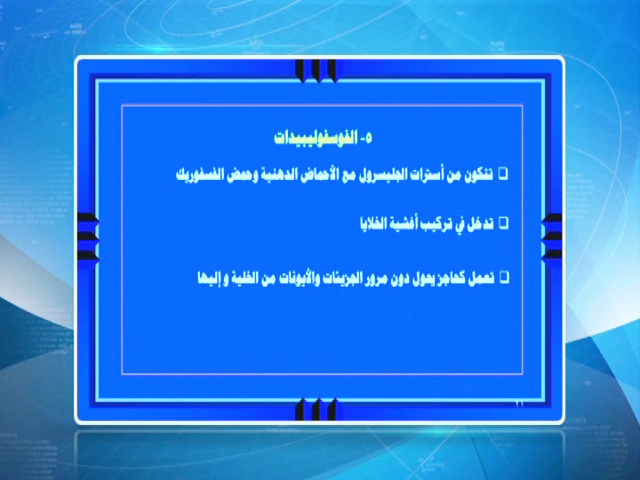 ٥- الفوسفوليبيدات
تتكون من أسترات الجليسرول مع الأحماض الدهنية وحمض الفسفوريك
تدخل في تركيب أغشية الخلايا
تعمل كحاجز يحول دون مرور الجزيئات والأيونات من الخلية و إليها